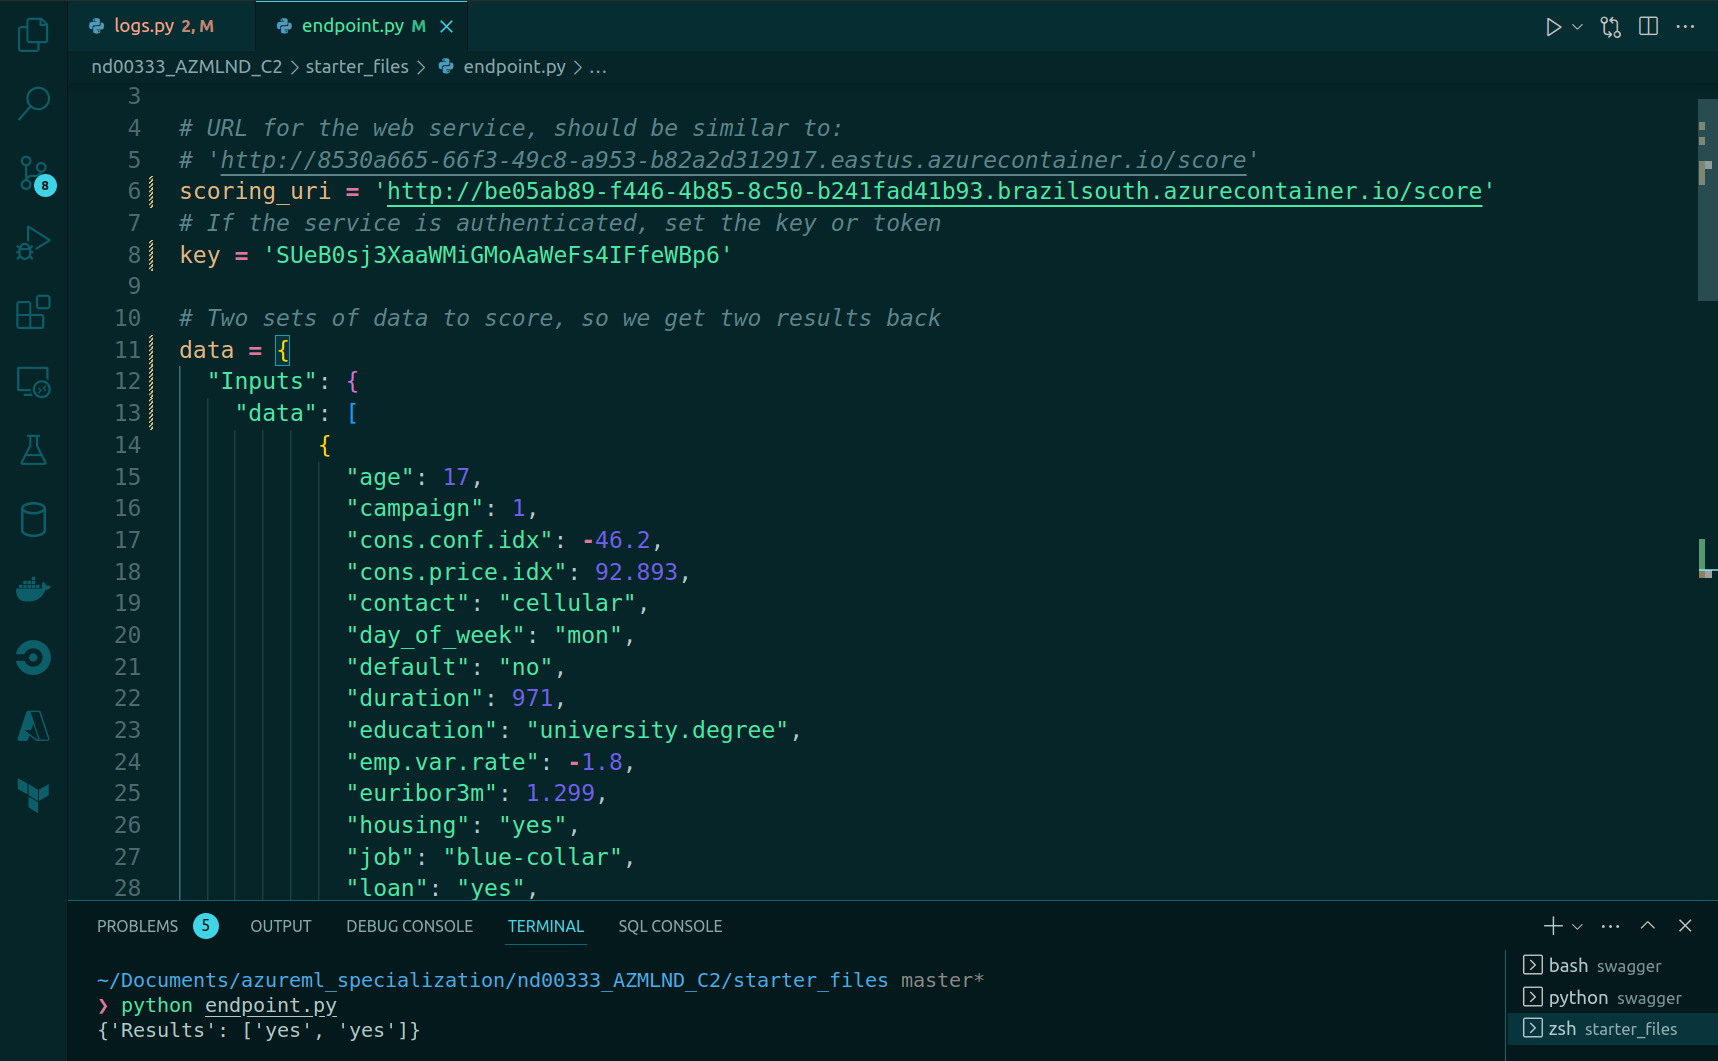 logs.py 2, M
endpoint.py M
nd00333_AZMLND_C2 > starter_files > endpoint.py > ...
3
4 # URL for the web service, should be similar to:
5 # 'http://8530a665-66f3-49c8-a953-b82a2d312917.eastus.azurecontainer.io/score'
6 scoring_uri = 'http://be05ab89-f446-4b85-8c50-b241fad41b93.brazilsouth.azurecontainer.io/score'
7 # If the service is authenticated, set the key or token
8 key = 'SUeB0sj3XaaWMiGMoAaWeFs4IFfeWBp6'
9
10 # Two sets of data to score, so we get two results back
11 data = {
12 "Inputs": {
13 "data": [
14 {
15 "age": 17,
16 "campaign": 1,
17 "cons.conf.idx": -46.2,
18 "cons.price.idx": 92.893,
19 "contact": "cellular",
20 "day_of_week": "mon",
21 "default": "no",
22 "duration": 971,
23 "education": "university.degree",
24 "emp.var.rate": -1.8,
25 "euribor3m": 1.299,
26 "housing": "yes",
27 "job": "blue-collar",
28 "loan": "yes",
8
PROBLEMS 5 OUTPUT DEBUG CONSOLE TERMINAL SQL CONSOLE
~/Documents/azureml_specialization/nd00333_AZMLND_C2/starter_files master*
❯ python endpoint.py
{'Results': ['yes', 'yes']}
bash swagger
python swagger
zsh starter_files